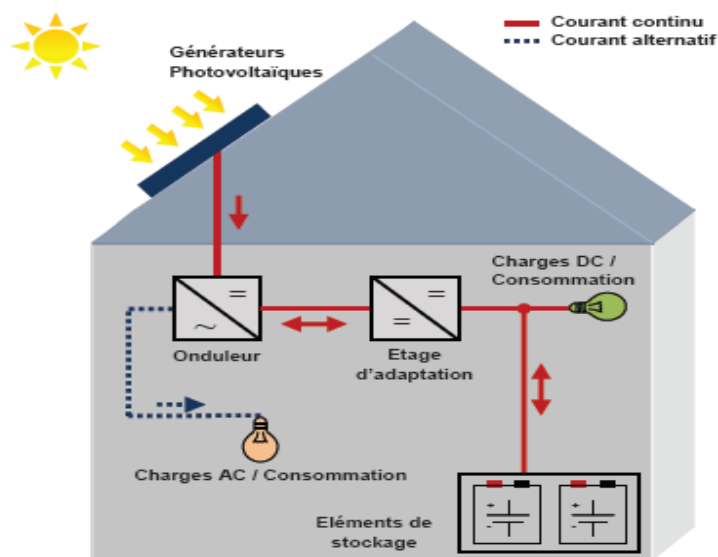 Courant continu
Courant alternatif
Générateurs
Photovoltaïques
Charges DC /
Consommation
=
~
=
=
Onduleur
Etage
d'adaptation
Charges AC / Consommation
+
-
+
-
Eléments de
stockage